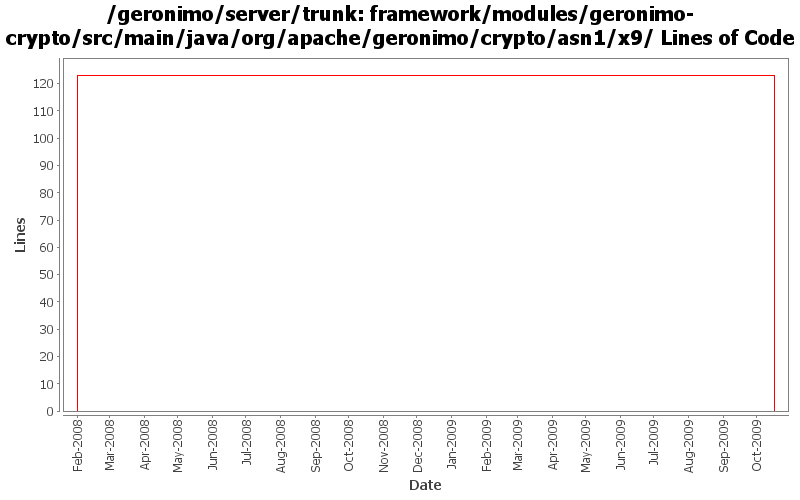 /geronimo/server/trunk: framework/modules/geronimo-
crypto/src/main/java/org/apache/geronimo/crypto/asn1/x9/ Lines of Code
Lines
120
110
100
90
80
70
60
50
40
30
20
10
0
Feb-2008
Mar-2008
Apr-2008
May-2008
Jun-2008
Jul-2008
Aug-2008
Sep-2008
Oct-2008
Nov-2008
Dec-2008
Jan-2009
Feb-2009
Mar-2009
Apr-2009
May-2009
Jun-2009
Jul-2009
Aug-2009
Sep-2009
Oct-2009
Date